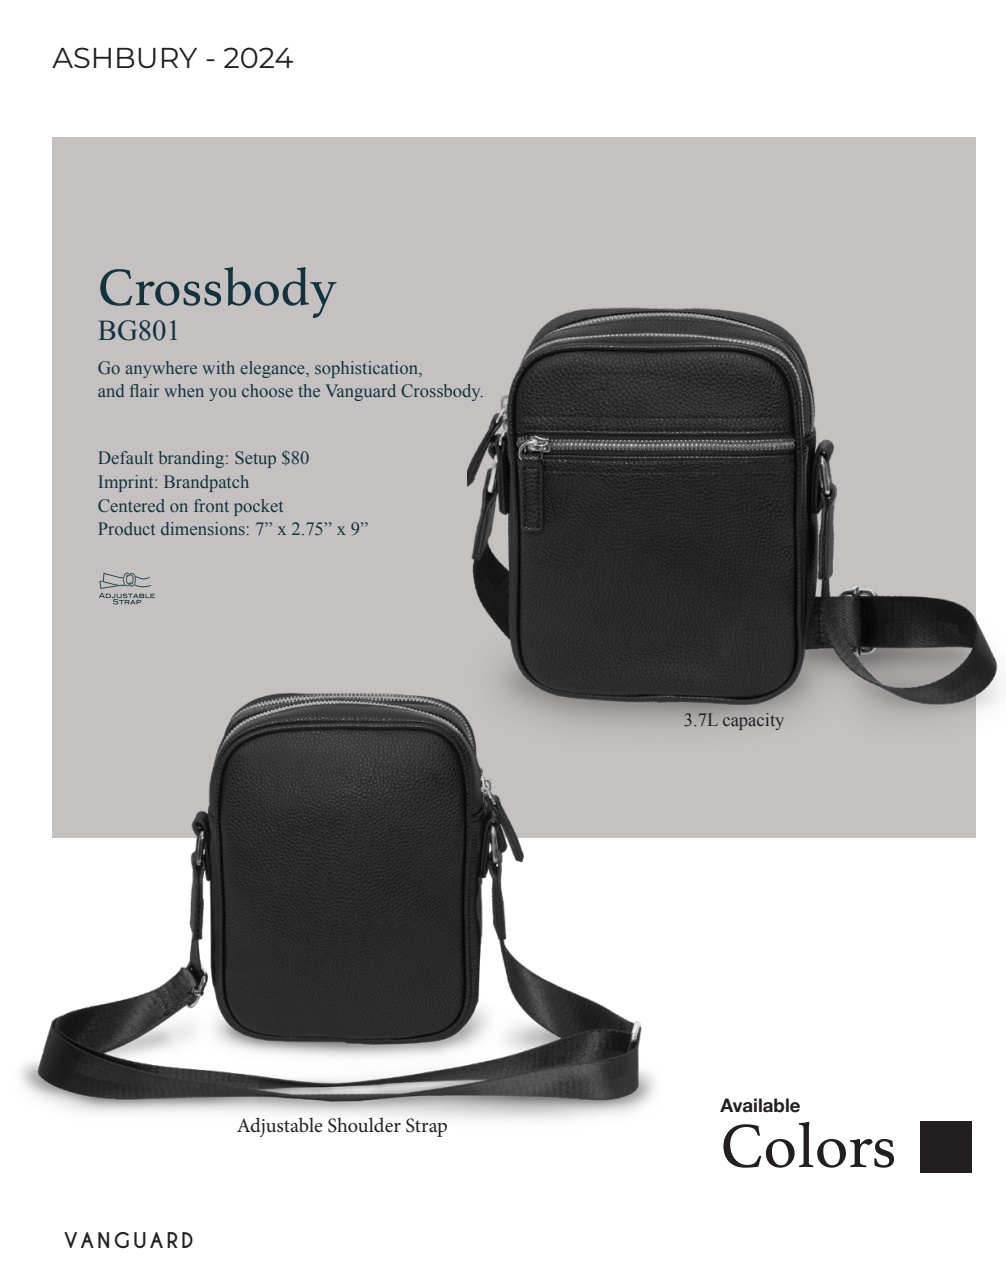 ASHBURY - 2024
Crossbody
BG801
Go anywhere with elegance, sophistication,
and flair when you choose the Vanguard Crossbody.
Default branding: Setup $80
Imprint: Brandpatch
Centered on front pocket
Product dimensions: 7” x 2.75” x 9”
ADJUSTABLE
STRAP
3.7L capacity
Adjustable Shoulder Strap
Available
Colors
VANGUARD